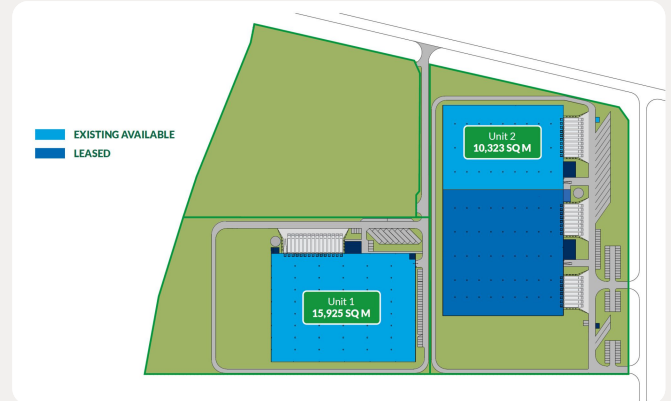 EXISTING AVAILABLE
LEASED
Unit 2
10,323 SQ M
Unit 1
15,925 SQ M